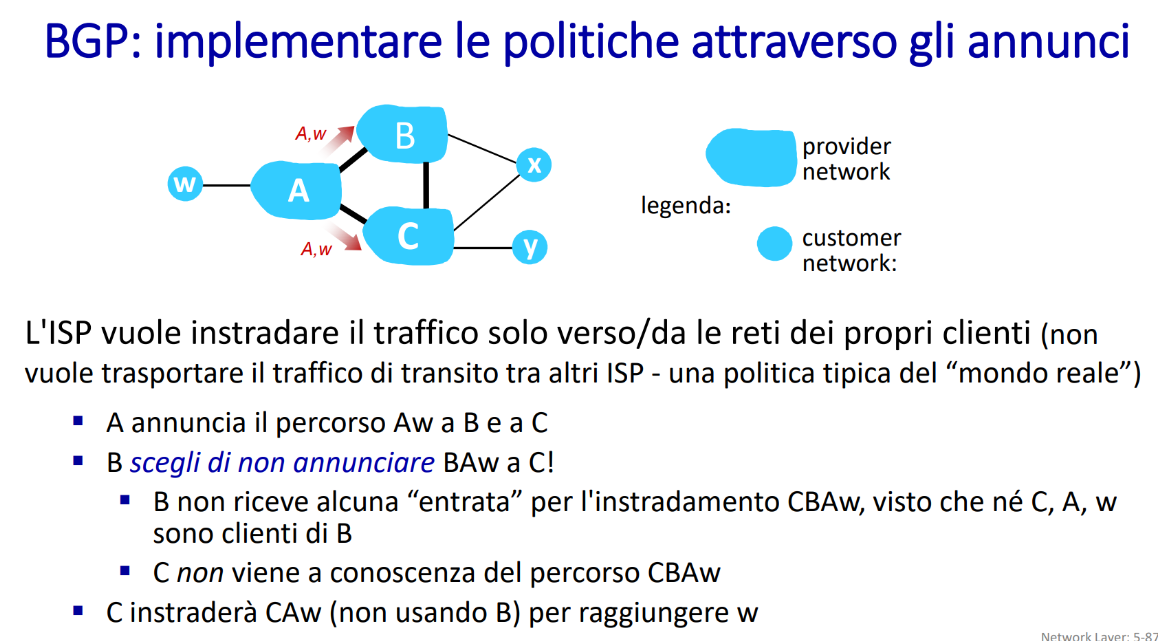 BGP: implementare le politiche attraverso gli annunci
A,w
B
w
A
x
C
A,w
y
provider
network
legenda:
customer
network:
L'ISP vuole instradare il traffico solo verso/da le reti dei propri clienti (non
vuole trasportare il traffico di transito tra altri ISP - una politica tipica del “mondo reale”)
▪ A annuncia il percorso Aw a B e a C
▪ B scegli di non annunciare BAw a C!
▪ B non riceve alcuna “entrata” per l'instradamento CBAw, visto che né C, A, w
sono clienti di B
▪ C non viene a conoscenza del percorso CBAw
▪ C instraderà CAw (non usando B) per raggiungere w
Network Layer: 5-87